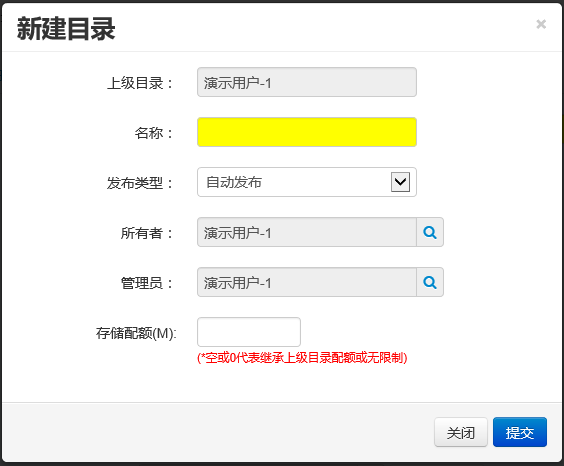 新建目录
×
上级目录： 演示用户-1
名称：
发布类型： 自动发布
所有者： 演示用户-1
管理员： 演示用户-1
存储配额(M):
(*空或0代表继承上级目录配额或无限制)
关闭 提交